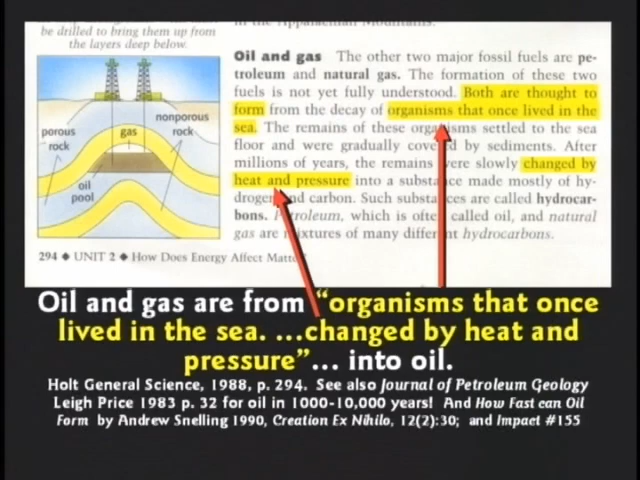 in the Appalachian Mountains.
be drilled to bring them up from
the layers deep below.
porous
rock
gas
nonporous
rock
oil
pool
Oil and gas The other two major fossil fuels are pe-
troleum and natural gas. The formation of these two
fuels is not yet fully understood. Both are thought to
form from the decay of organisms that once lived in the
sea. The remains of these organisms settled to the sea
floor and were gradually covered by sediments. After
millions of years, the remains were slowly changed by
heat and pressure into a substance made mostly of hy-
drogen and carbon. Such substances are called hydrocar-
bons. Petroleum, which is often called oil, and natural
gas are mixtures of many different hydrocarbons.
294 ◆ UNIT 2 ◆ How Does Energy Affect Matter
Oil and gas are from “organisms that once
lived in the sea. ...changed by heat and
pressure”... into oil.
Holt General Science, 1988, p. 294. See also Journal of Petroleum Geology
Leigh Price 1983 p. 32 for oil in 1000-10,000 years! And How Fast can Oil
Form by Andrew Snelling 1990, Creation Ex Nihilo, 12(2):30; and Impact #155